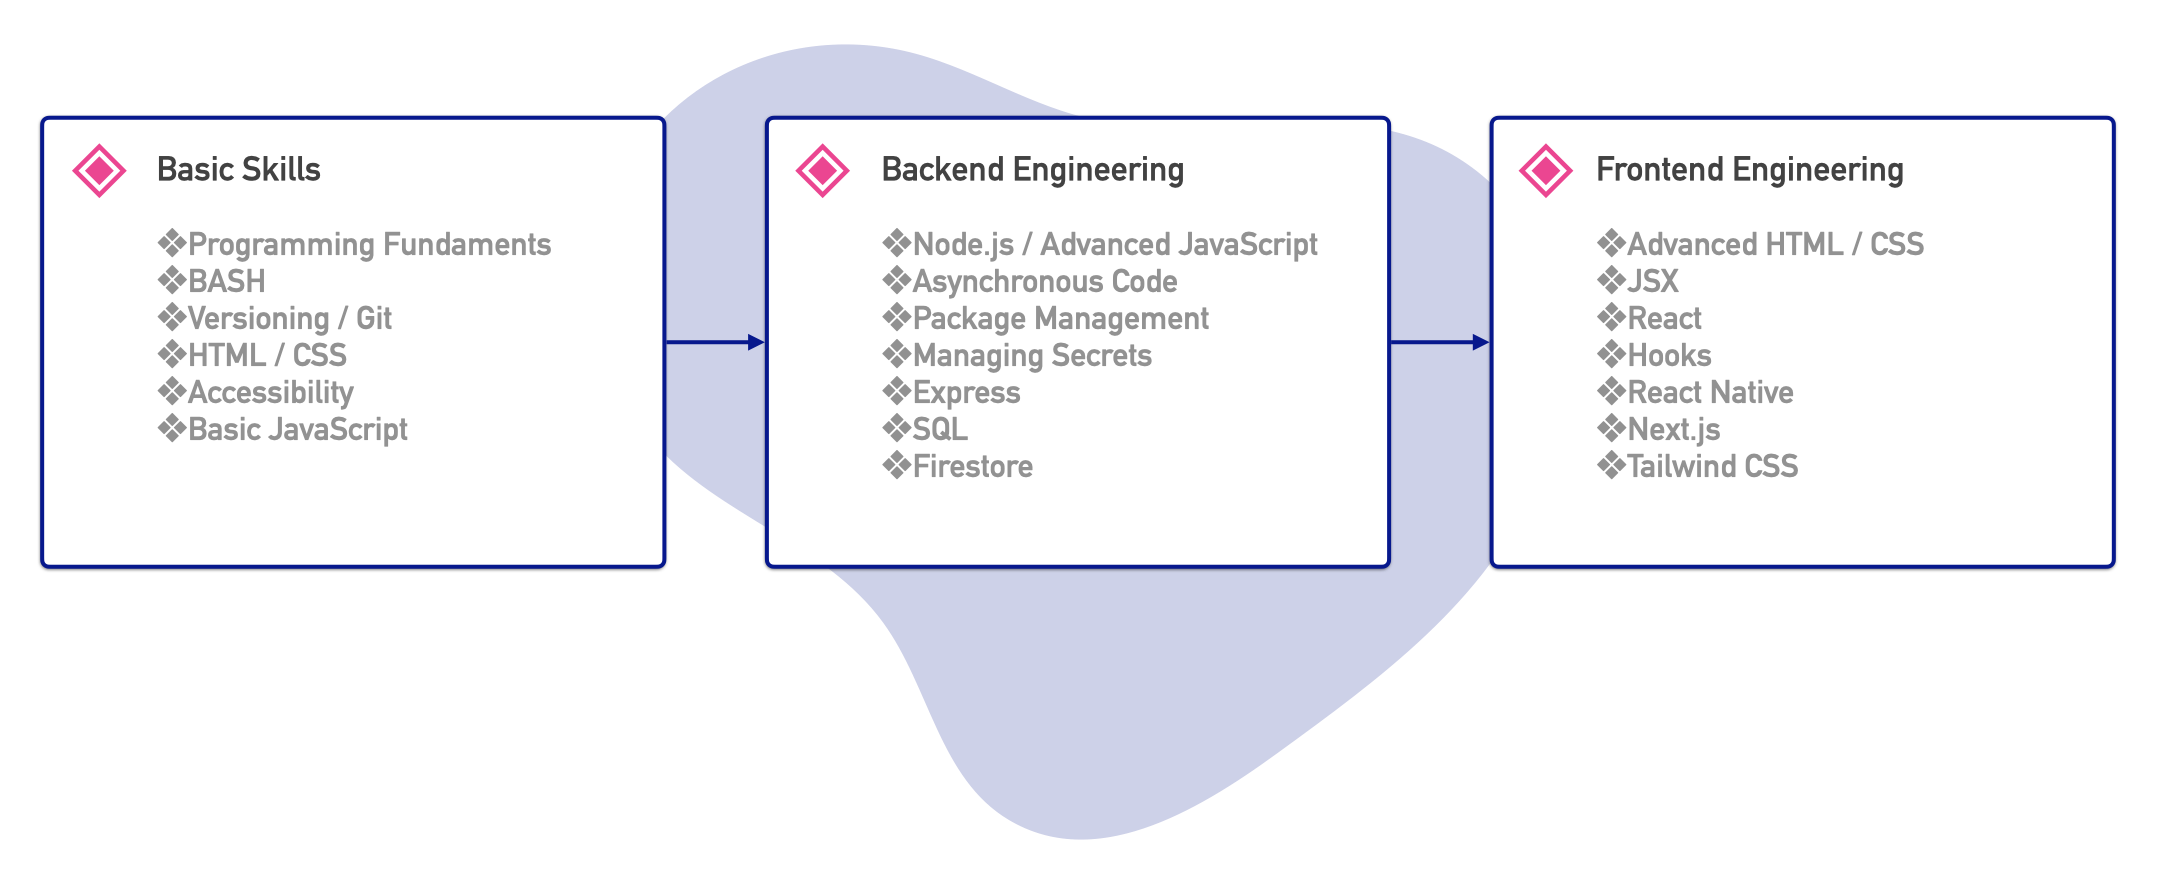 Basic Skills
❖Programming Fundaments
❖BASH
❖Versioning / Git
❖HTML / CSS
❖Accessibility
❖Basic JavaScript
Backend Engineering
❖Node.js / Advanced JavaScript
❖Asynchronous Code
❖Package Management
❖Managing Secrets
❖Express
❖SQL
❖Firestore
Frontend Engineering
❖Advanced HTML / CSS
❖JSX
❖React
❖Hooks
❖React Native
❖Next.js
❖Tailwind CSS